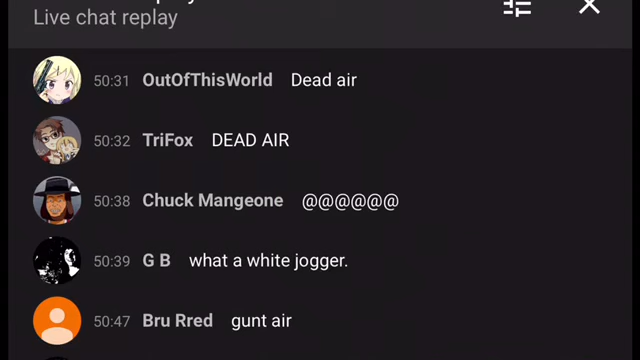 Live chat replay
50:31 OutOfThisWorld Dead air
50:32 TriFox DEAD AIR
50:38 Chuck Mangeone @@@@@@
50:39 G B what a white jogger.
50:47 Bru Rred gunt air